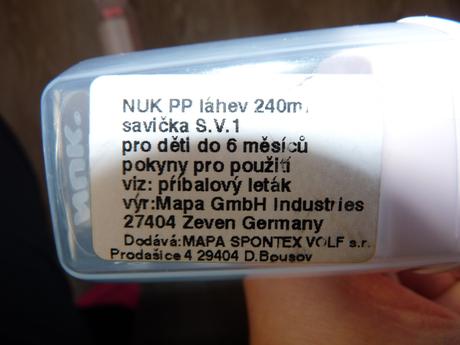 NUK PP láhev 240ml
savička S.V.1
pro děti do 6 měsíců
pokyny pro použití
viz: příbalový leták
výr:Mapa GmbH Industries
27404 Zeven Germany
Dodává:MAPA SPONTEX VOLF s.r.
Prodašice 4 29404 D.Bousov
nuk.